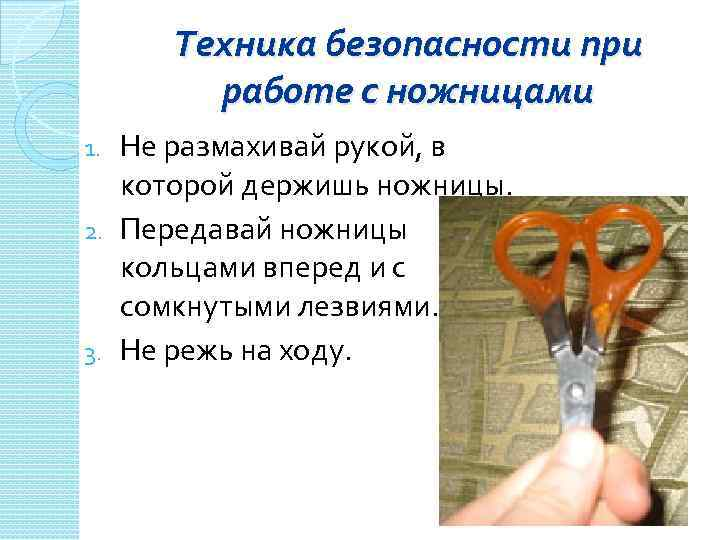 Техника безопасности при
работе с ножницами
1. Не размахивай рукой, в
которой держишь ножницы.
2. Передавай ножницы
кольцами вперед и с
сомкнутыми лезвиями.
3. Не режь на ходу.